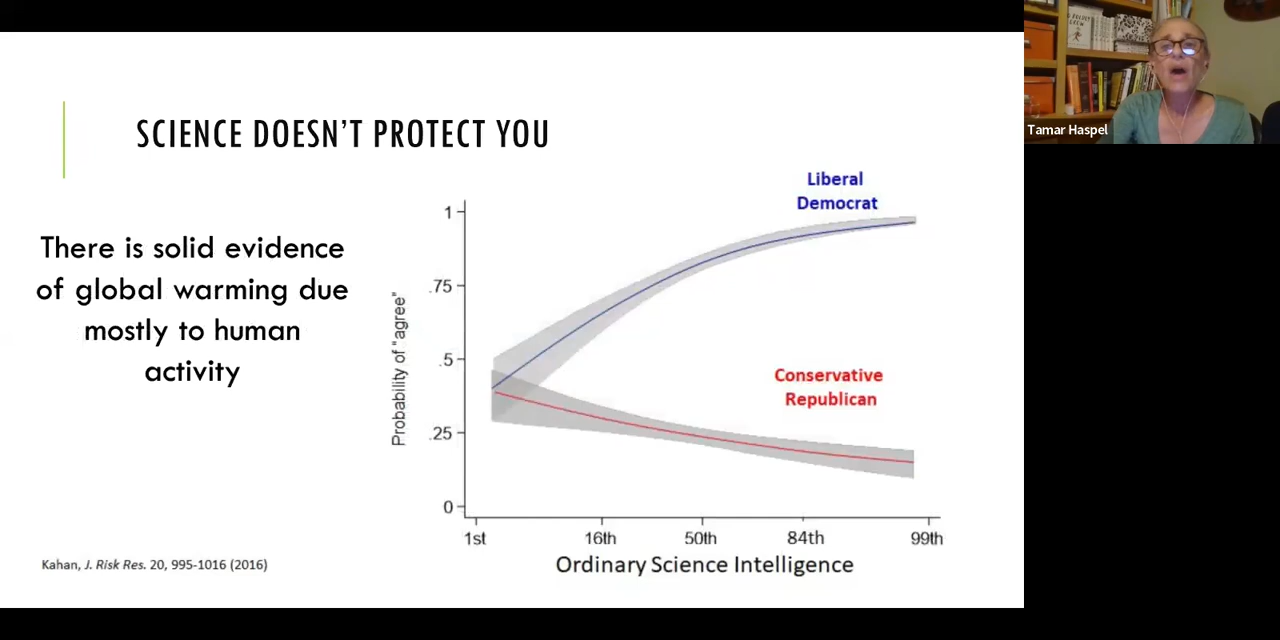 SCIENCE DOESN'T PROTECT YOU
There is solid evidence
of global warming due
mostly to human
activity
Liberal
Democrat
Conservative
Republican
Probability of "agree"
1
.75
.5
.25
0
1st
16th
50th
84th
99th
Ordinary Science Intelligence
Kahan, J. Risk Res. 20, 995-1016 (2016)
Tamar Haspel